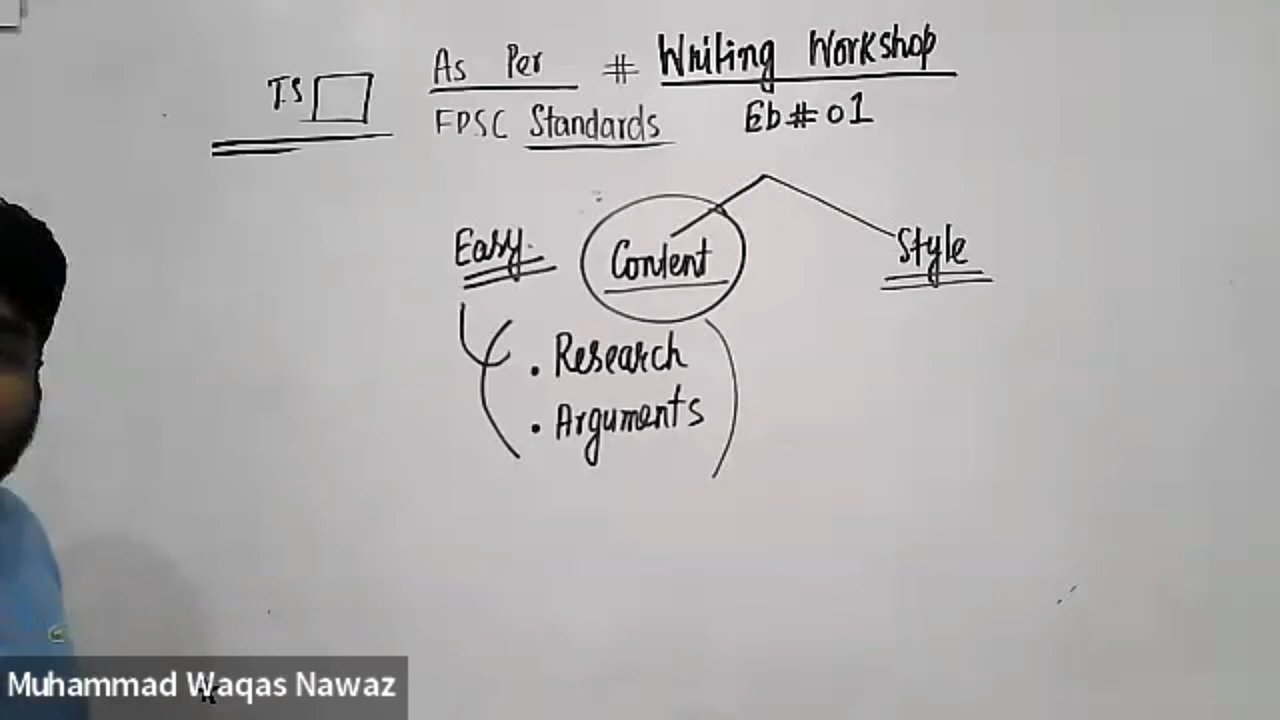 As Per # Writing Workshop
TS
FPSC Standards Eb# 01
Easy. Content Style
. Research
. Arguments
Muhammad Waqas Nawaz